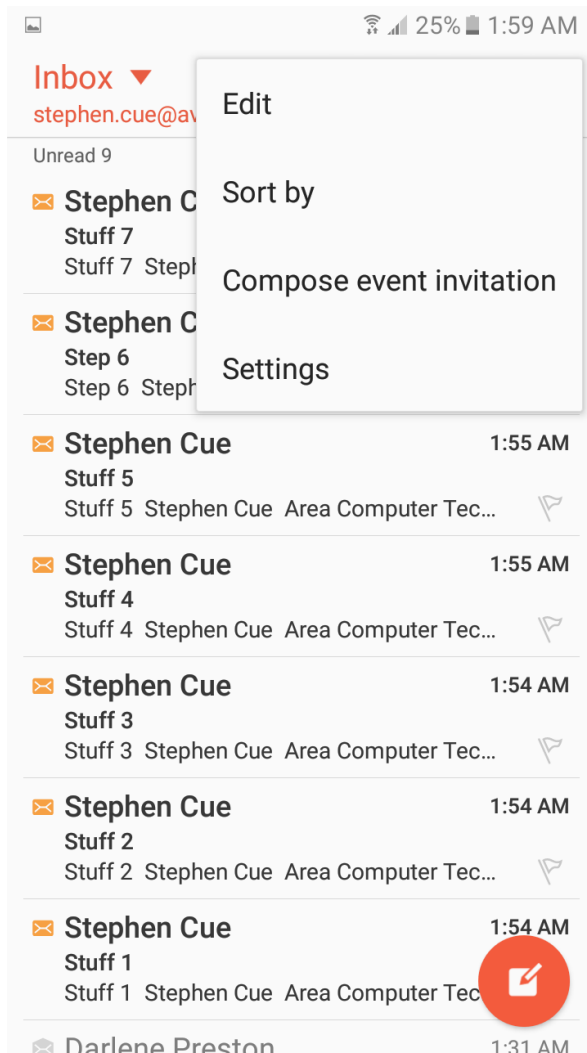 25% 1:59 AM
Inbox
stephen.cue@av
Edit
Sort by
Compose event invitation
Settings
Unread 9
Stephen C
Stuff 7
Stuff 7 Steph
Stephen C
Step 6
Step 6 Steph
Stephen Cue 1:55 AM
Stuff 5
Stuff 5 Stephen Cue Area Computer Tec...
Stephen Cue 1:55 AM
Stuff 4
Stuff 4 Stephen Cue Area Computer Tec...
Stephen Cue 1:54 AM
Stuff 3
Stuff 3 Stephen Cue Area Computer Tec...
Stephen Cue 1:54 AM
Stuff 2
Stuff 2 Stephen Cue Area Computer Tec...
Stephen Cue 1:54 AM
Stuff 1
Stuff 1 Stephen Cue Area Computer Tec
Darlene Preston 1:31 AM